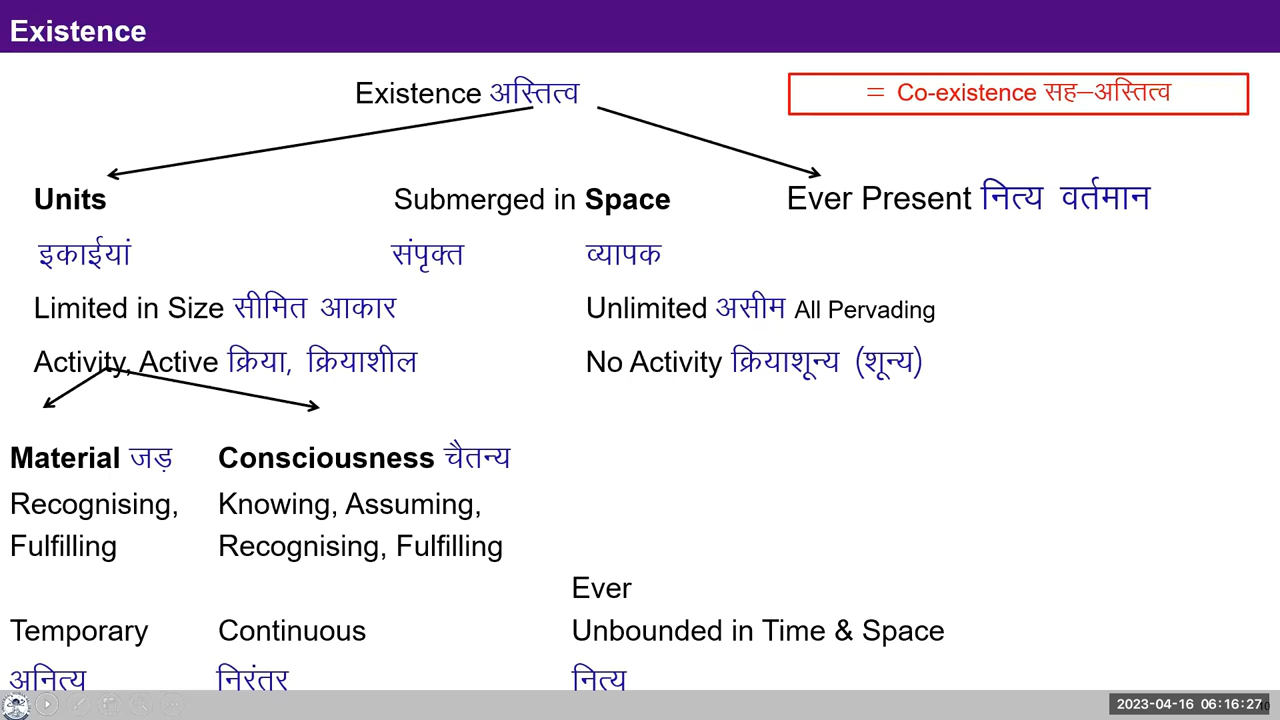 Existence
Existence अस्तित्व
= Co-existence सह–अस्तित्व
Units Submerged in Space Ever Present नित्य वर्तमान
इकाईयां संपृक्त व्यापक
Limited in Size सीमित आकार Unlimited असीम All Pervading
Activity, Active क्रिया, क्रियाशील No Activity क्रियाशून्य (शून्य)
Material जड़ Consciousness चैतन्य
Recognising, Knowing, Assuming,
Fulfilling Recognising, Fulfilling
Ever
Temporary Continuous Unbounded in Time & Space
अनित्य निरंतर नित्य
2023-04-16 06:16:27
10